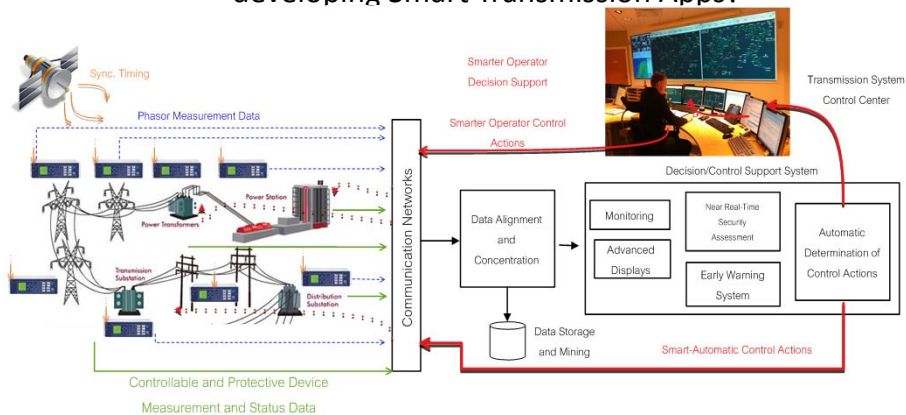 developing Smart Transmission Apps?
Sync. Timing
Phasor Measurement Data
Smarter Operator
Decision Support
Transmission System
Control Center
Smarter Operator Control
Actions
Decision/Control Support System
Power Station
Power Transformers
Communication Networks
Data Alignment
and
Concentration
Monitoring
Near Real-Time
Security
Assessment
Advanced
Displays
Automatic
Determination of
Control Actions
Early Warning
System
Transmission
Substation
Distribution
Substation
Data Storage
and Mining
Smart-Automatic Control Actions
Controllable and Protective Device
Measurement and Status Data